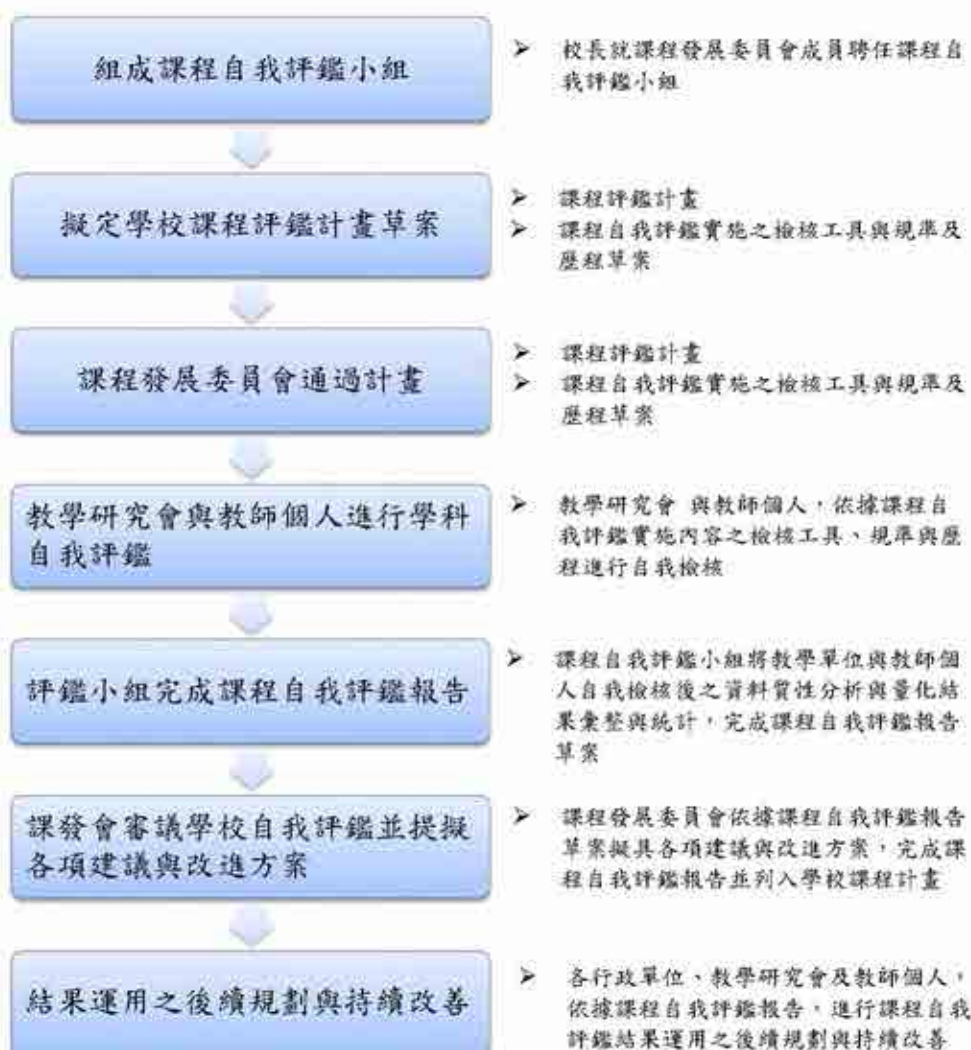 組成課程自我評鑑小組
➤ 校長就課程發展委員會成員聘任課程自
我評鑑小組
擬定學校課程評鑑計畫草案
➤ 課程評鑑計畫
➤ 課程自我評鑑實施之檢核工具與規準及
歷程草案
課程發展委員會通過計畫
➤ 課程評鑑計畫
➤ 課程自我評鑑實施之檢核工具與規準及
歷程草案
教學研究會與教師個人進行學科
自我評鑑
➤ 教學研究會 與教師個人，依據課程自
我評鑑實施內容之檢核工具、規準與歷
程進行自我檢核
評鑑小組完成課程自我評鑑報告
➤ 課程自我評鑑小組將教學單位與教師個
人自我檢核後之資料質性分析與量化結
果彙整與統計，完成課程自我評鑑報告
草案
課發會審議學校自我評鑑並提擬
各項建議與改進方案
➤ 課程發展委員會依據課程自我評鑑報告
草案擬具各項建議與改進方案，完成課
程自我評鑑報告並列入學校課程計畫
結果運用之後續規劃與持續改善
➤ 各行政單位、教學研究會及教師個人，
依據課程自我評鑑報告，進行課程自我
評鑑結果運用之後續規劃與持續改善